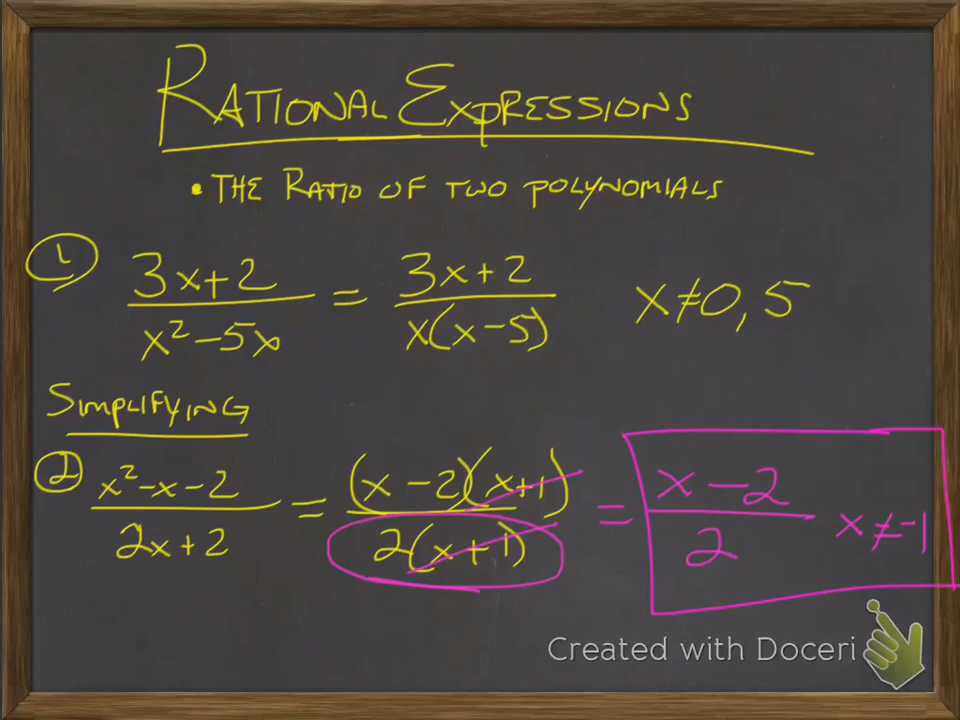 RATIONAL EXPRESSIONS
• THE RATIO OF TWO POLYNOMIALS
1 (3x+2)/(x²-5x) = (3x+2)/(x(x-5)) x≠0,5
SIMPLIFYING
2 (x²-x-2)/(2x+2) = ((x-2)(x+1))/(2(x+1)) = (x-2)/2 x≠-1
Created with Doceri